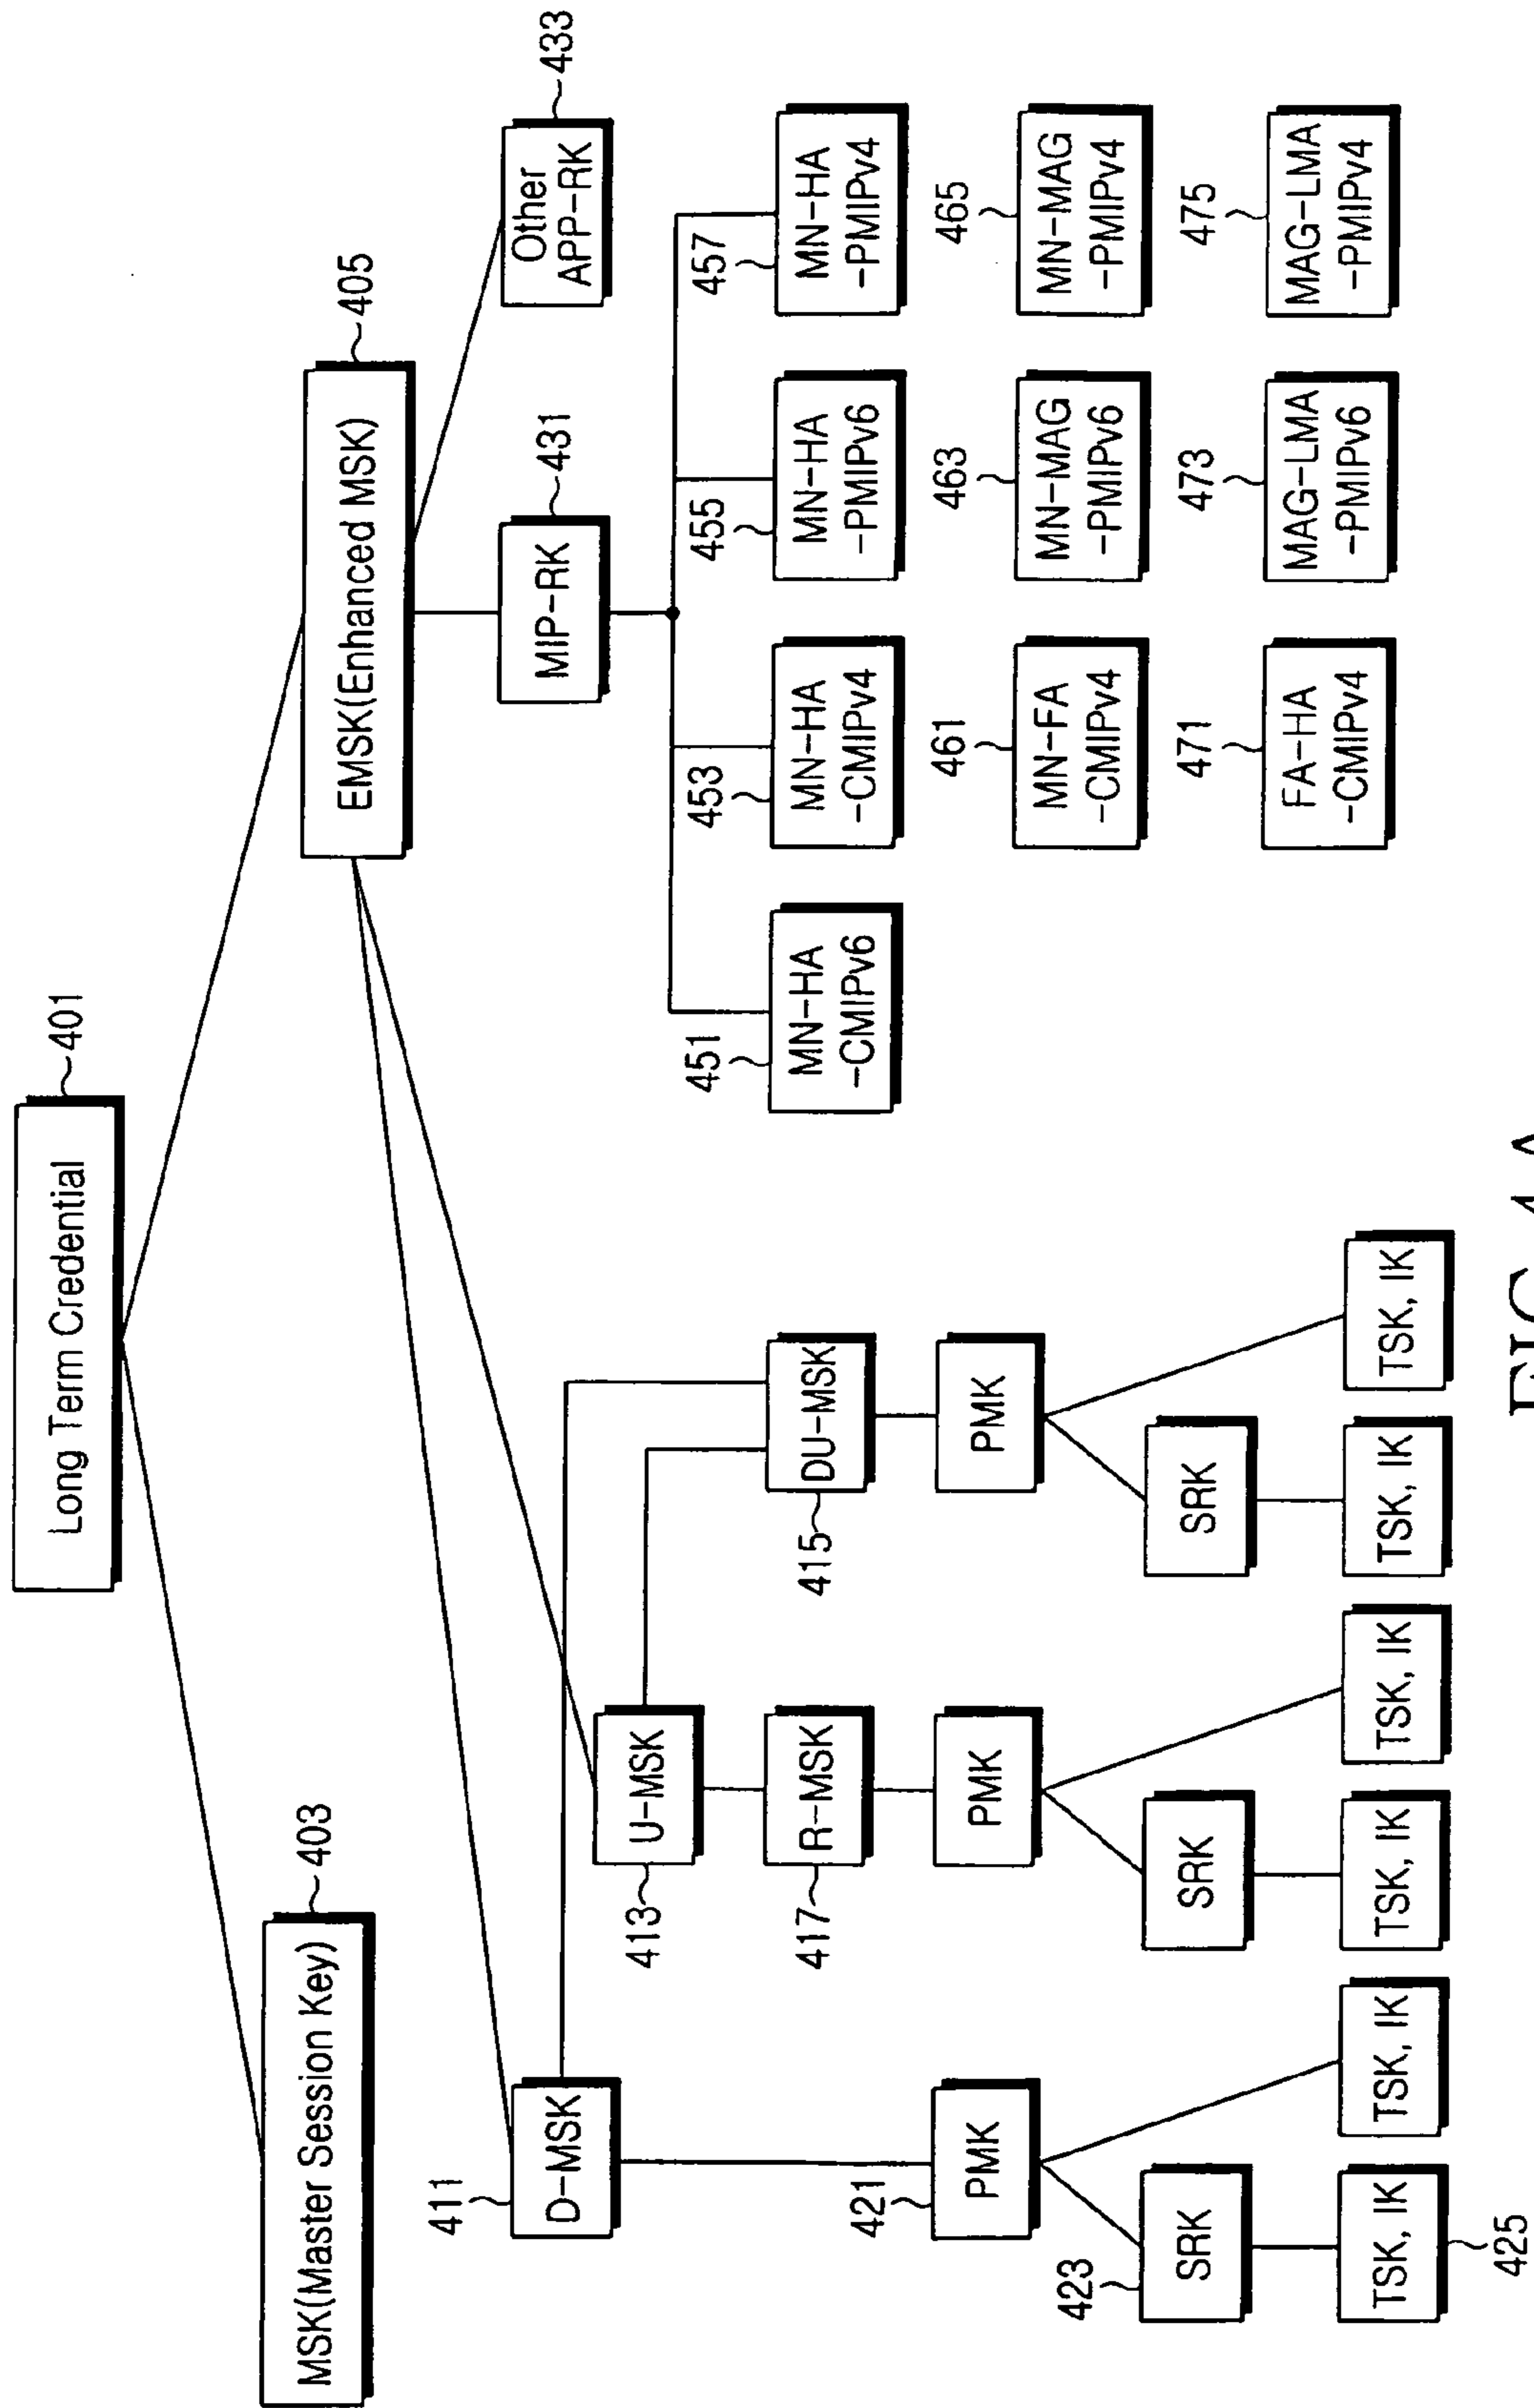 Long Term Credential
401
MSK(Master Session Key)
403
EMSK(Enhanced MSK)
405
411
D-MSK
413
U-MSK
MIP-RK
431
Other
APP-RK
433
417
R-MSK
415
DU-MSK
451
MN-HA
-CMIPv6
453
MN-HA
-CMIPv4
455
MN-HA
-PMIPv6
457
MN-HA
-PMIPv4
421
PMK
PMK
PMK
461
MN-FA
-CMIPv4
463
MN-MAG
-PMIPv6
465
MN-MAG
-PMIPv4
423
SRK
SRK
SRK
471
FA-HA
-CMIPv4
473
MAG-LMA
-PMIPv6
475
MAG-LMA
-PMIPv4
TSK, IK
425
TSK, IK
TSK, IK
TSK, IK
TSK, IK
TSK, IK